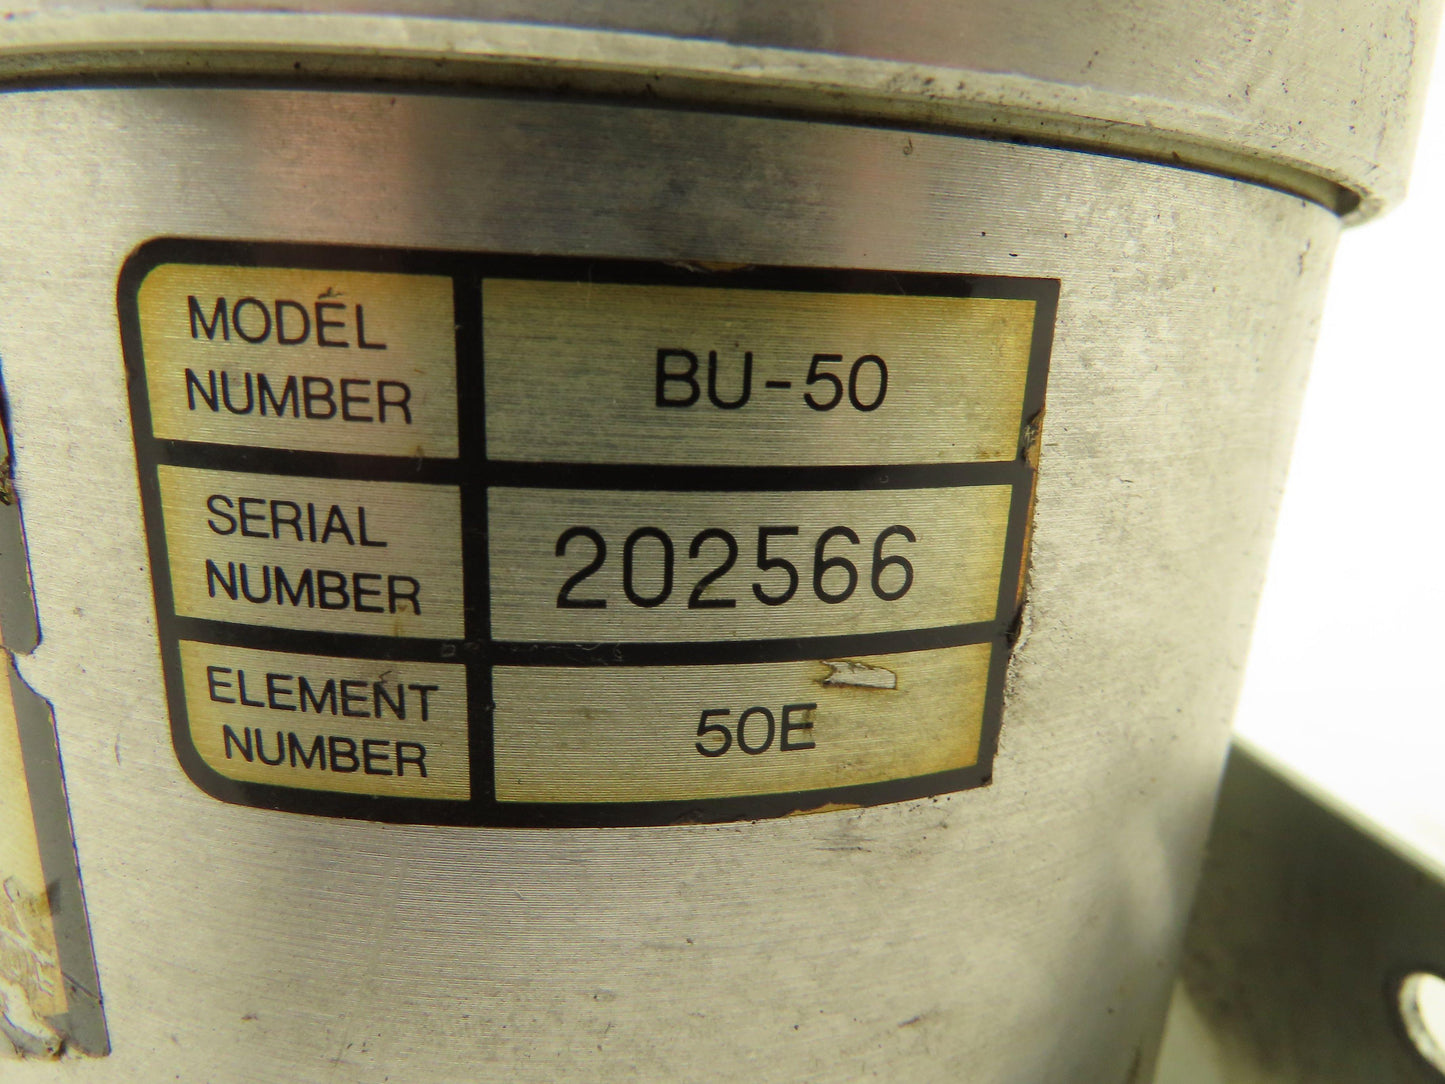 MODEL
NUMBER
BU-50
SERIAL
NUMBER
202566
ELEMENT
NUMBER
50E